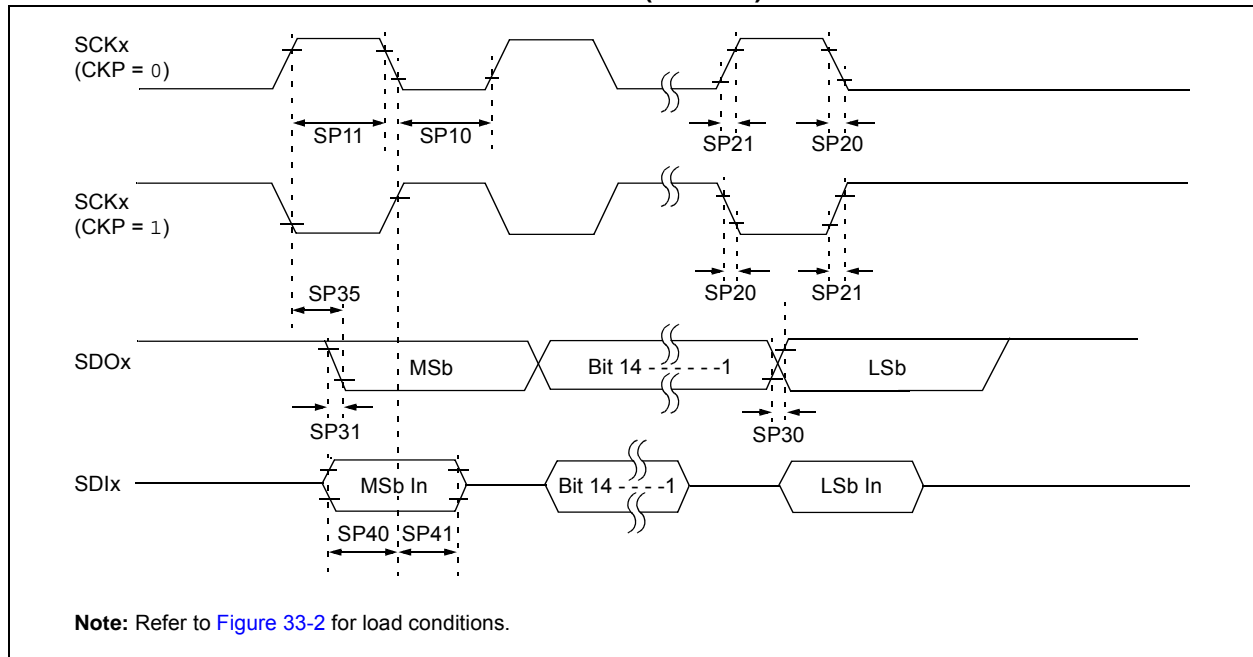 SCKx
(CKP = 0)
SP11
SP10
SP21
SP20
SCKx
(CKP = 1)
SP35
SP20
SP21
SDOx
MSb
Bit 14 - - - - - - -1
LSb
SP31
SP30
SDIx
MSb In
Bit 14 - - - - -1
LSb In
SP40
SP41
Note: Refer to Figure 33-2 for load conditions.